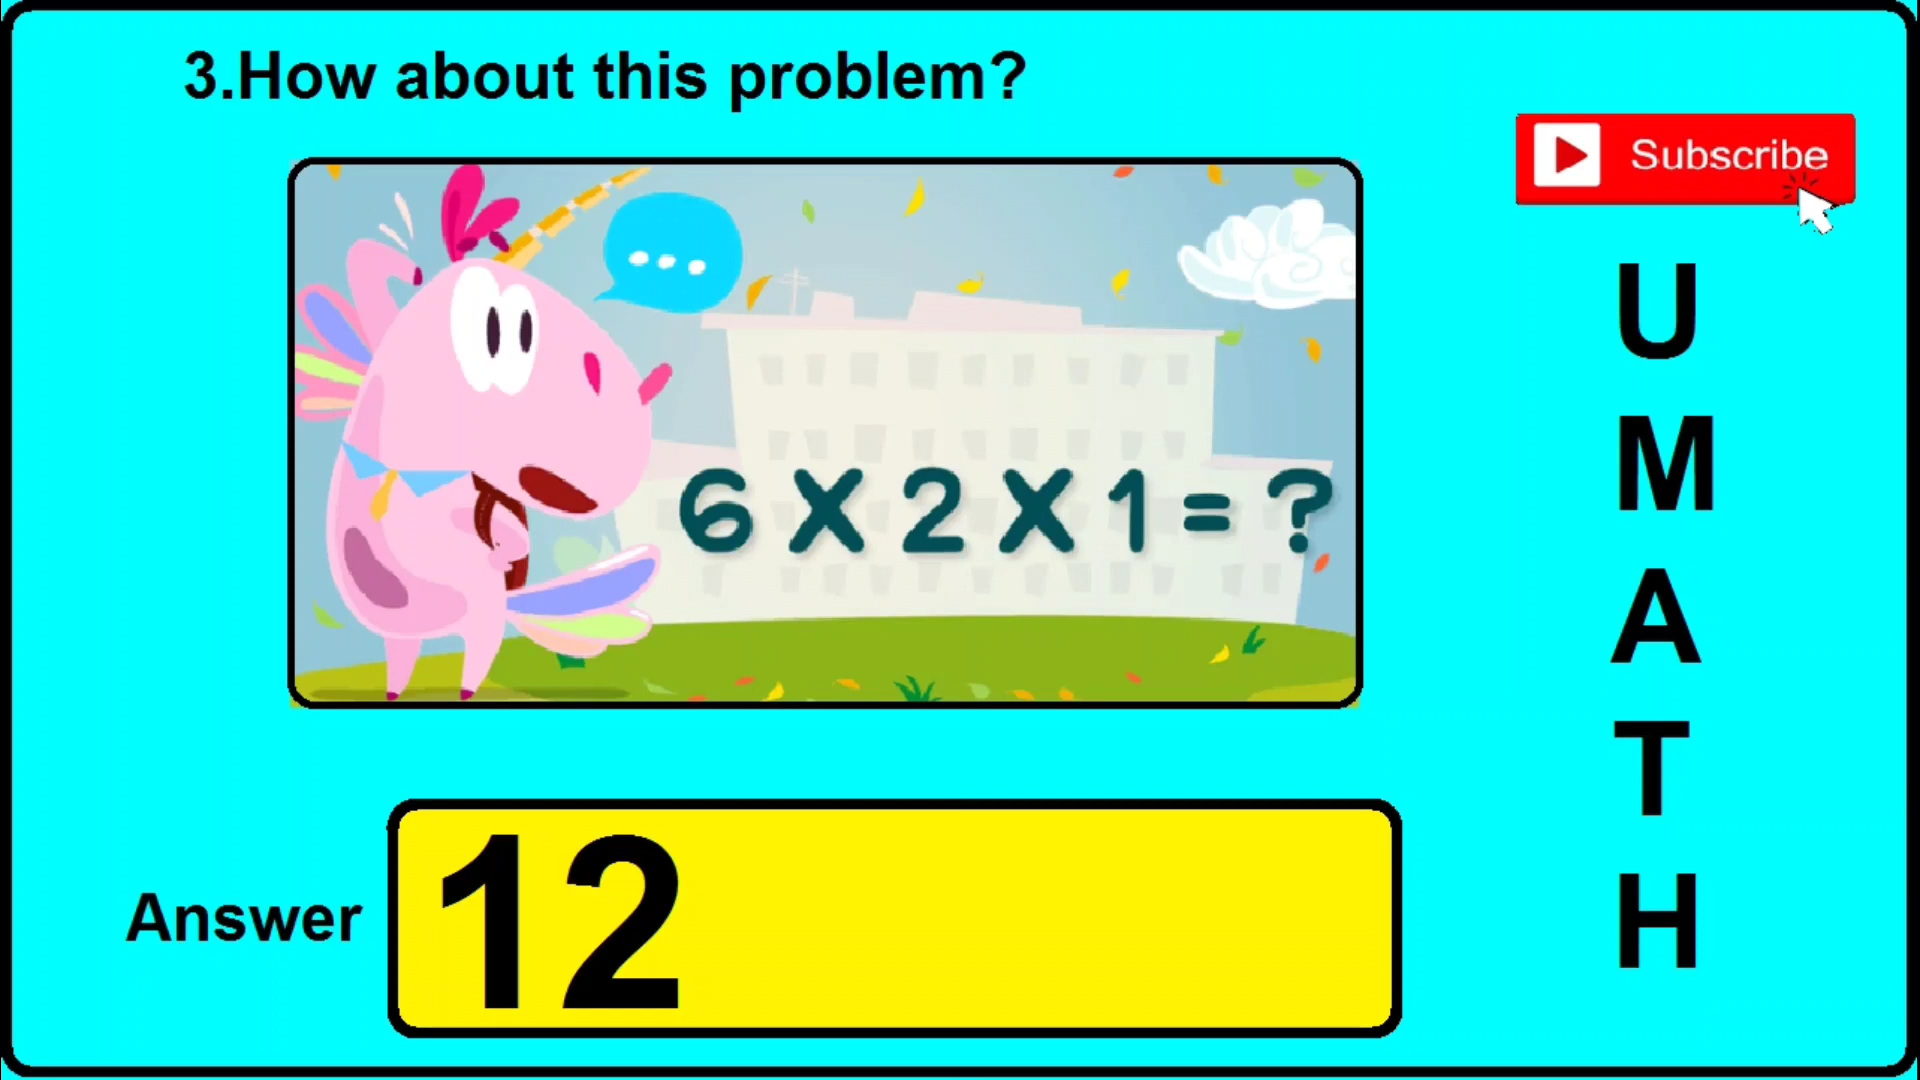 3.How about this problem?
Subscribe
6 X 2 X 1 = ?
U
M
A
T
H
Answer
12